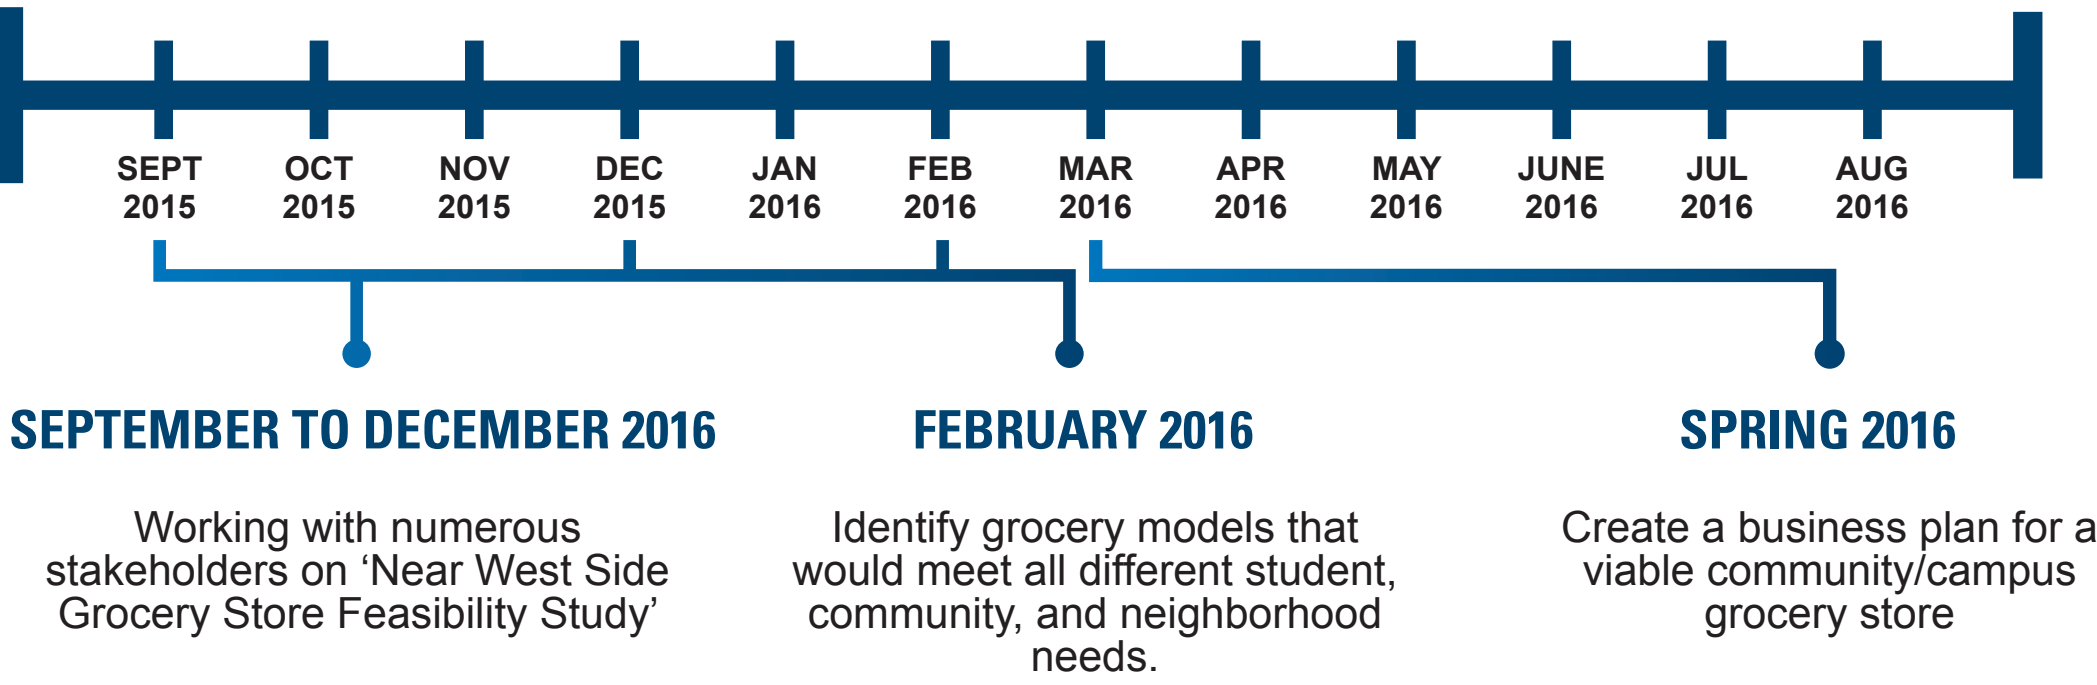 SEPT OCT NOV DEC JAN FEB MAR APR MAY JUNE JUL AUG
2015 2015 2015 2015 2016 2016 2016 2016 2016 2016 2016 2016
SEPTEMBER TO DECEMBER 2016
Working with numerous
stakeholders on ‘Near West Side
Grocery Store Feasibility Study’
FEBRUARY 2016
Identify grocery models that
would meet all different student,
community, and neighborhood
needs.
SPRING 2016
Create a business plan for a
viable community/campus
grocery store